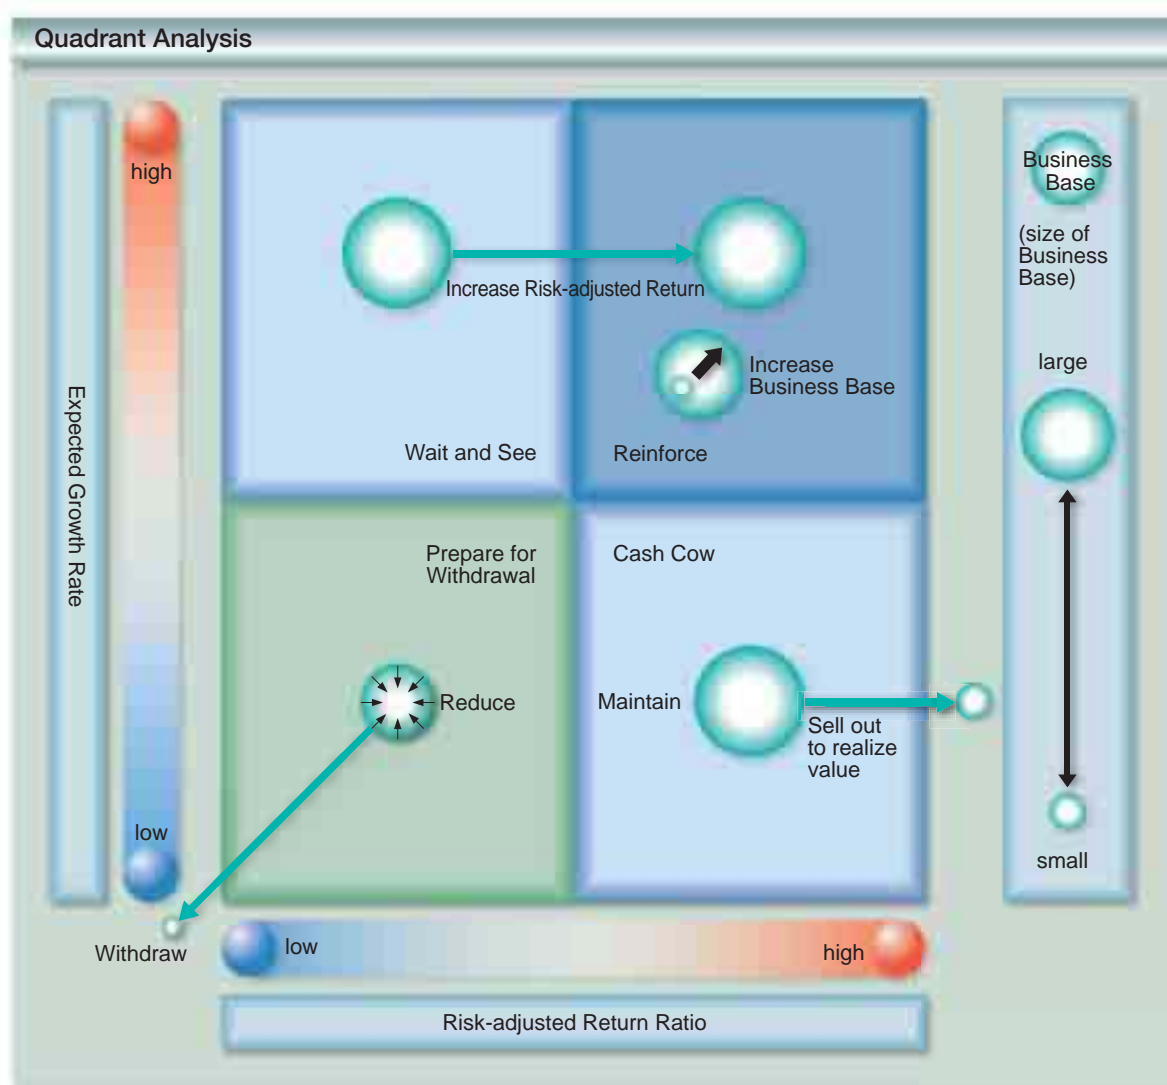 Quadrant Analysis
high
Expected Growth Rate
low
Increase Risk-adjusted Return
Increase
Business Base
Wait and See
Reinforce
Prepare for
Withdrawal
Cash Cow
Reduce
Maintain
Sell out
to realize
value
Withdraw
low
high
Risk-adjusted Return Ratio
Business
Base
(size of
Business
Base)
large
small